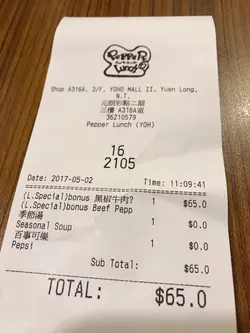 PEPPER
Lunch
Shop A316A, 3/F, YOHO MALL II, Yuen Long,
N.T.
元朗形點二期
三樓 A316A室
36210579
Pepper Lunch (YOH)
16
2105
Date: 2017-05-02 Time: 11:09:41
(L.Special)bonus 黑椒牛肉? 1 $65.0
(L.Special)bonus Beef Pepp
季節湯 1 $0.0
Seasonal Soup
百事可樂 1 $0.0
Pepsi
Sub Total: $65.0
TOTAL: $65.0